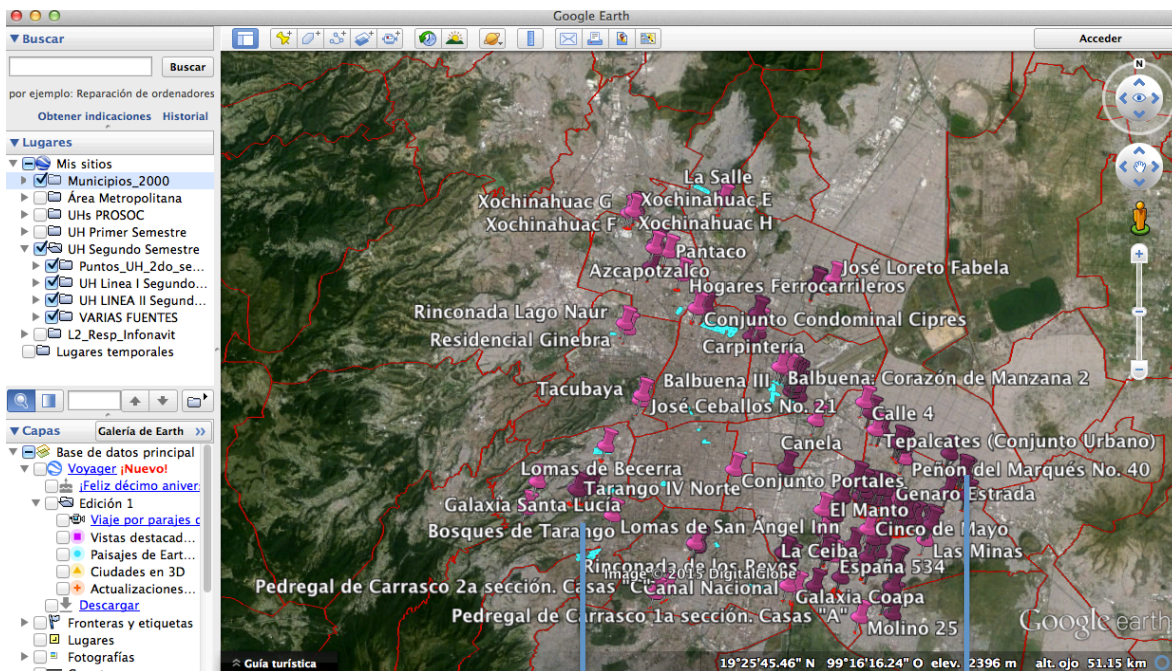 Google Earth
Buscar
Buscar
por ejemplo: Reparación de ordenadores
Obtener indicaciones Historial
Lugares
Mis sitios
Municipios_2000
Área Metropolitana
UHs PROSOC
UH Primer Semestre
UH Segundo Semestre
Puntos_UH_2do_se...
UH Linea I Segundo...
UH LINEA II Segund...
VARIAS FUENTES
L2_Resp_Infonavit
Lugares temporales
Capas
Galería de Earth >>
Base de datos principal
Voyager ¡Nuevo!
¡Feliz décimo aniver
Edición 1
Viaje por parajes
Vistas destacad...
Paisajes de Eart...
Ciudades en 3D
Actualizaciones...
Descargar
Fronteras y etiquetas
Lugares
Fotografías
Acceder
N
La Salle
Xochinahuac G
Xochinahuac E
Xochinahuac F
Xochinahuac H
Pantaco
Azcapotzalco
José Loreto Fabela
Hogares Ferrocarrileros
Rinconada Lago Naur
Conjunto Condominal Cipres
Residencial Ginebra
Carpintería
Tacubaya
Balbuena III
Balbuena: Corazón de Manzana 2
José Ceballos No. 21
Calle 4
Canela
Tepalcates (Conjunto Urbano)
Lomas de Becerra
Peñón del Marqués No. 40
Tarango IV Norte
Conjunto Portales
Genaro Estrada
Galaxia Santa Lucía
El Manto
Bosques de Tarango
Lomas de San Ángel Inn
Cinco de Mayo
La Ceiba
Las Minas
Rinconada de los Reyes
España 534
Image © 2015 DigitalGlobe
Pedregal de Carrasco 2a sección. Casas "C"
Canal Nacional
Galaxia Coapa
Pedregal de Carrasco 1a sección. Casas "A"
Molino 25
Google earth
Guía turística
19°25'45.46" N 99°16'16.24" O elev. 2396 m alt. ojo 51.15 km